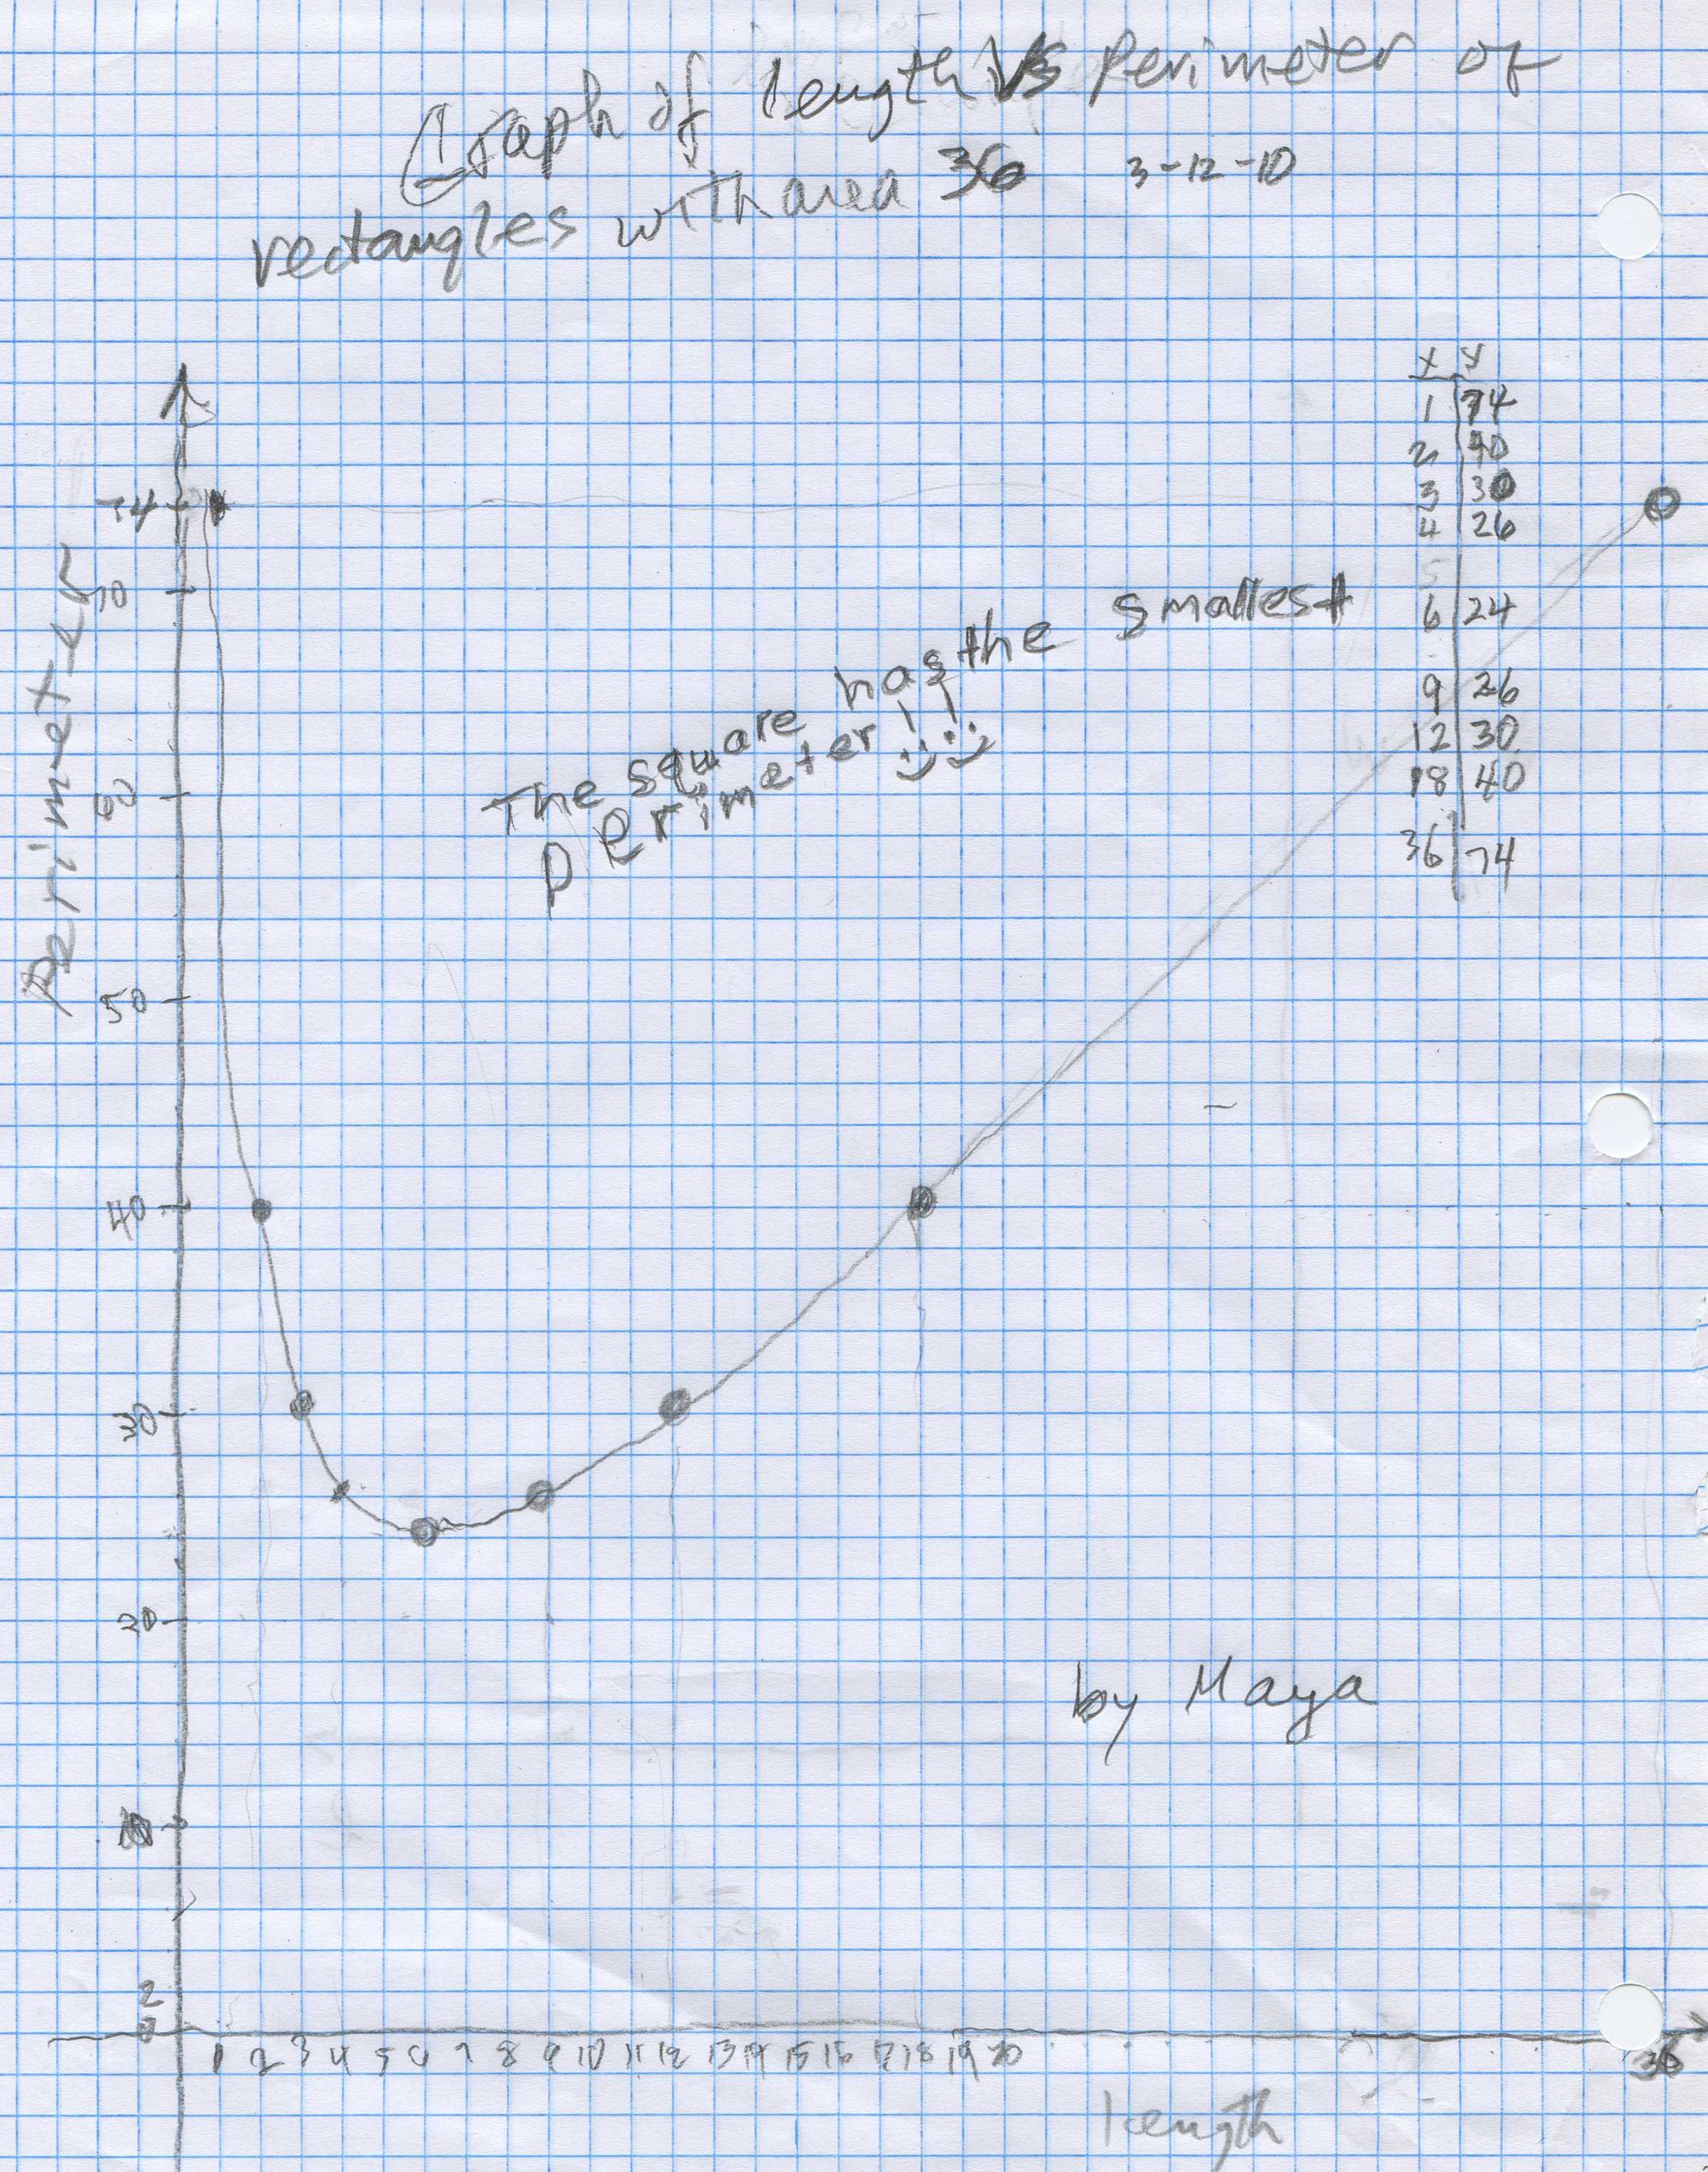 Graph of length vs Perimeter of
rectangles with area 36 3-12-10
x y
1 74
2 40
3 30
4 26
5
6 24
9 26
12 30
18 40
36 74
The square has the smallest
perimeter !! :) :)
Perimeter
74
70
60
50
40
30
20
10
2
0
1 2 3 4 5 6 7 8 9 10 11 12 13 14 15 16 17 18 19 20 36
length
by Maya